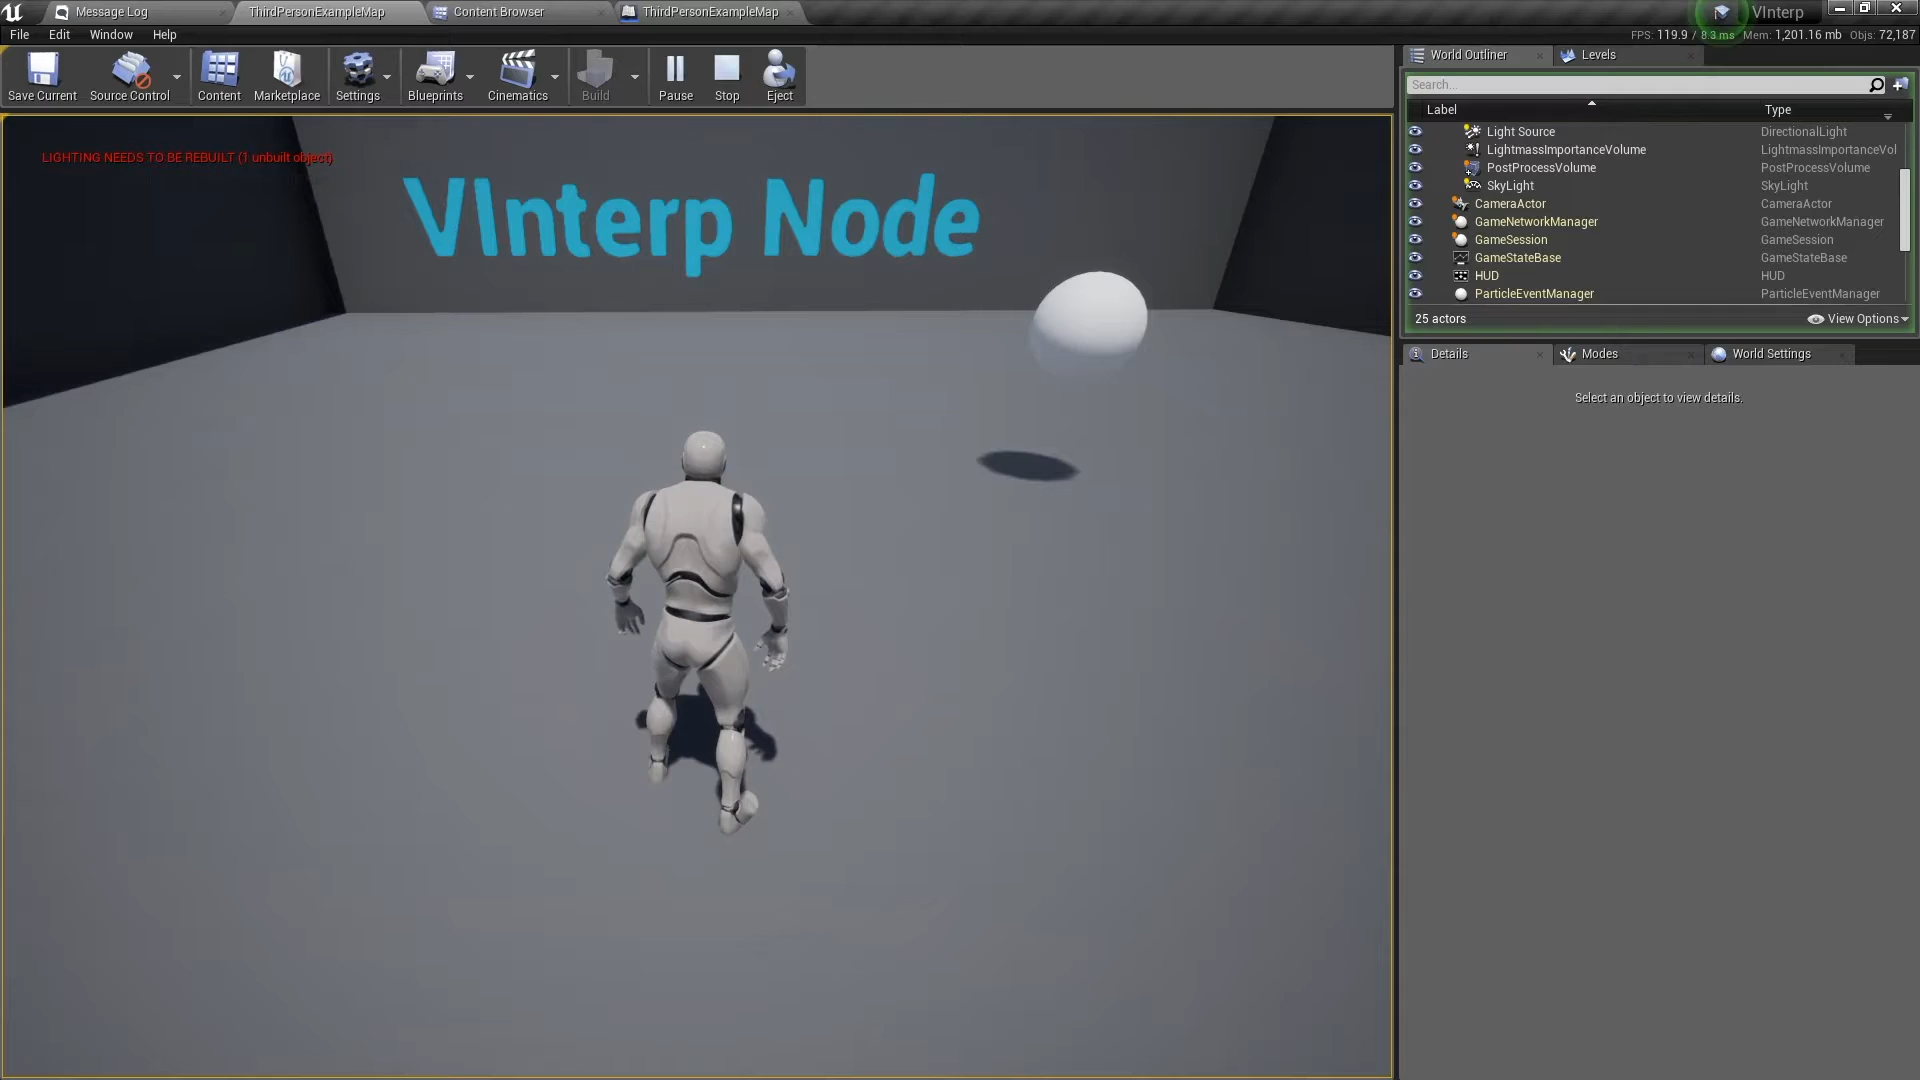 Message Log
ThirdPersonExampleMap
Content Browser
ThirdPersonExampleMap
VInterp
File Edit Window Help
FPS: 119.9 / 8.3 ms Mem: 1,201.16 mb Objs: 72,187
Save Current
Source Control
Content
Marketplace
Settings
Blueprints
Cinematics
Build
Pause
Stop
Eject
LIGHTING NEEDS TO BE REBUILT (1 unbuilt object)
VInterp Node
World Outliner
Levels
Search...
Label Type
Light Source DirectionalLight
LightmassImportanceVolume LightmassImportanceVol
PostProcessVolume PostProcessVolume
SkyLight SkyLight
CameraActor CameraActor
GameNetworkManager GameNetworkManager
GameSession GameSession
GameStateBase GameStateBase
HUD HUD
ParticleEventManager ParticleEventManager
25 actors View Options
Details
Modes
World Settings
Select an object to view details.